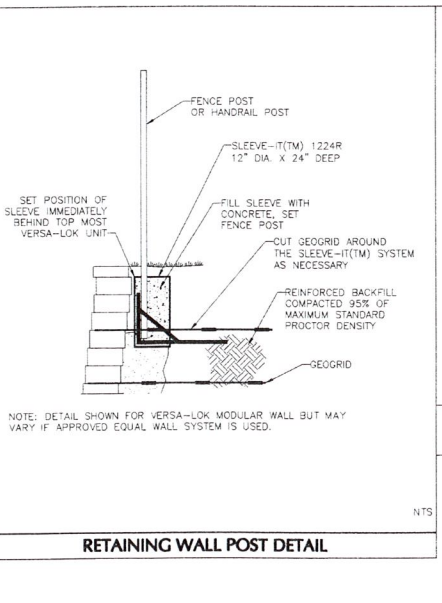 FENCE POST
OR HANDRAIL POST
SLEEVE-IT(TM) 1224R
12" DIA. X 24" DEEP
SET POSITION OF
SLEEVE IMMEDIATELY
BEHIND TOP MOST
VERSA-LOK UNIT
FILL SLEEVE WITH
CONCRETE, SET
FENCE POST
CUT GEOGRID AROUND
THE SLEEVE-IT(TM) SYSTEM
AS NECESSARY
REINFORCED BACKFILL
COMPACTED 95% OF
MAXIMUM STANDARD
PROCTOR DENSITY
GEOGRID
NOTE: DETAIL SHOWN FOR VERSA-LOK MODULAR WALL BUT MAY
VARY IF APPROVED EQUAL WALL SYSTEM IS USED.
NTS
RETAINING WALL POST DETAIL